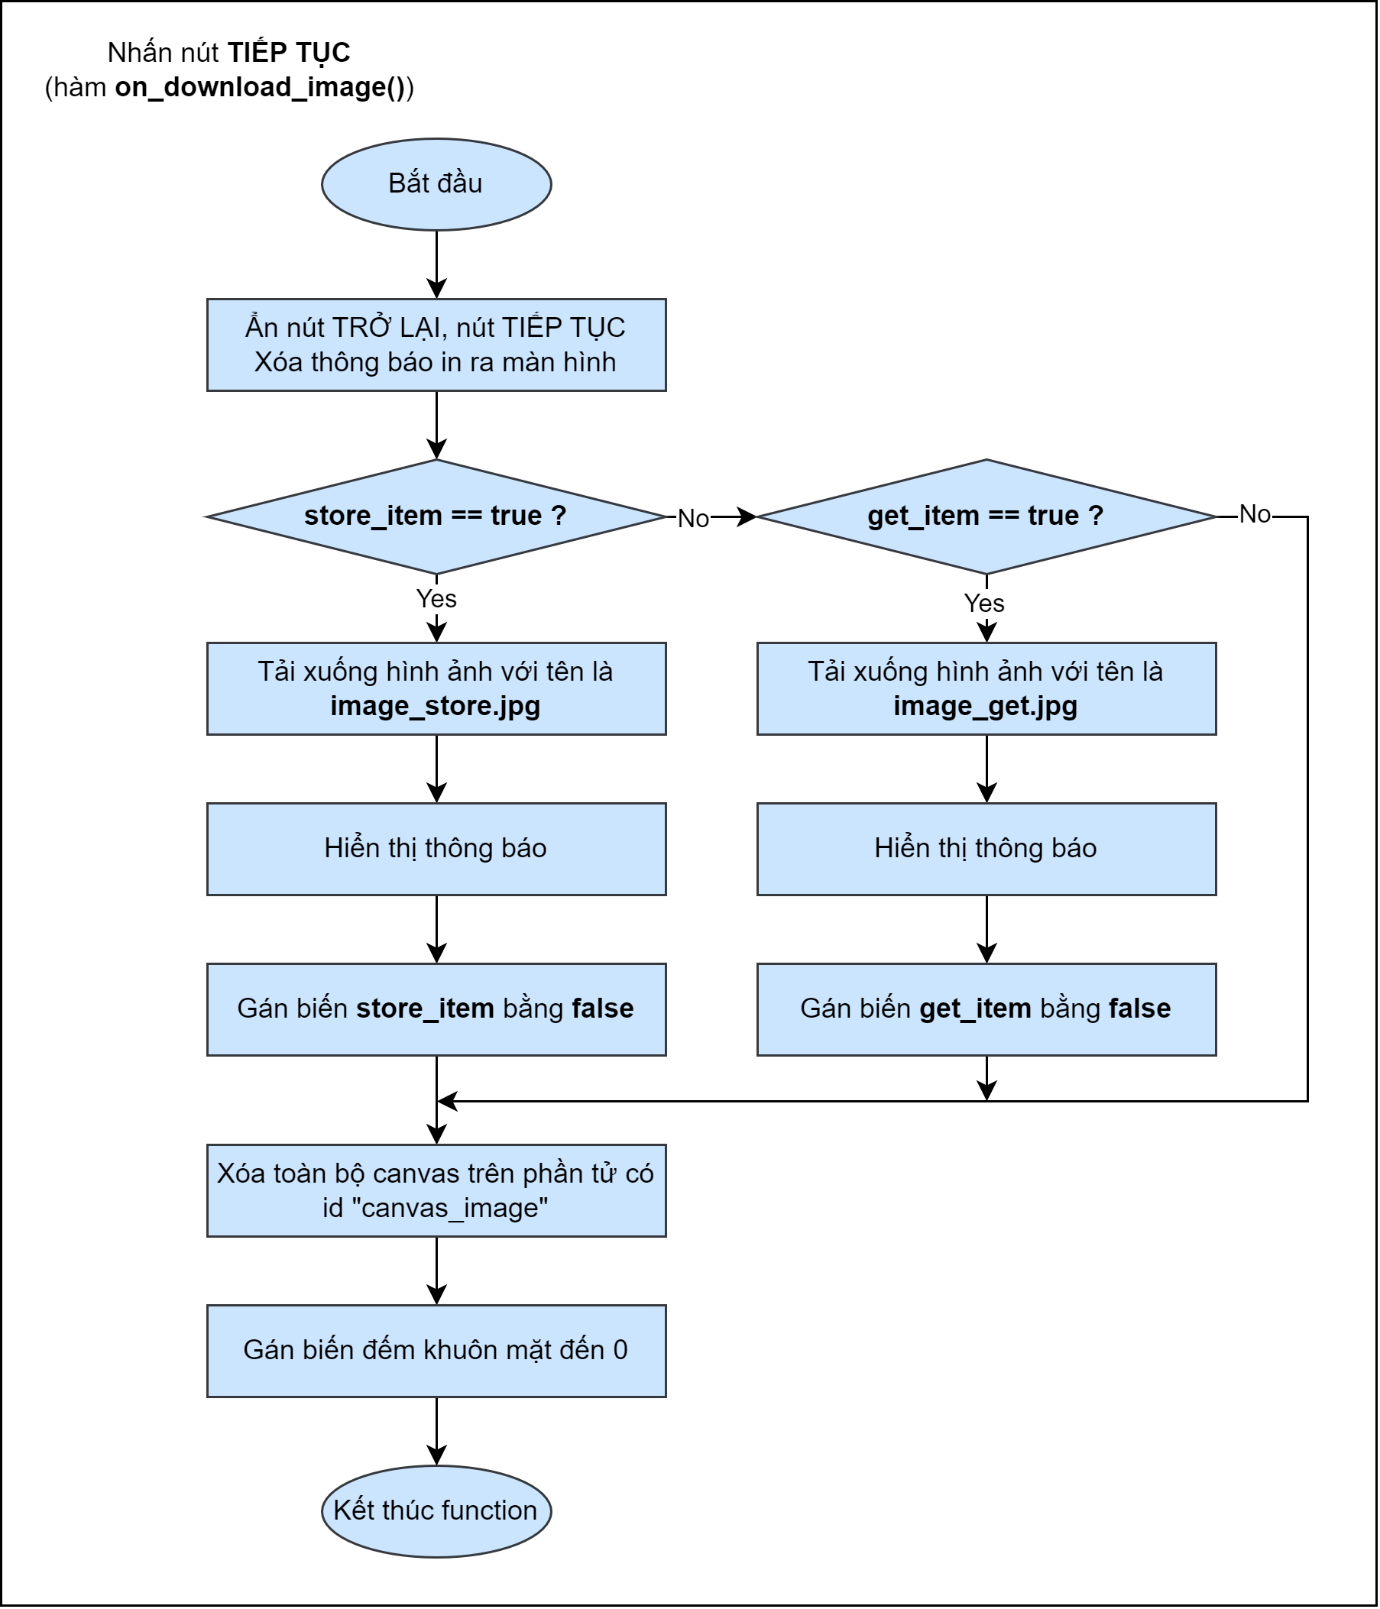 Nhấn nút TIẾP TỤC
(hàm on_download_image())
Bắt đầu
Ẩn nút TRỞ LẠI, nút TIẾP TỤC
Xóa thông báo in ra màn hình
store_item == true ?
No
get_item == true ?
No
Yes
Yes
Tải xuống hình ảnh với tên là
image_store.jpg
Tải xuống hình ảnh với tên là
image_get.jpg
Hiển thị thông báo
Hiển thị thông báo
Gán biến store_item bằng false
Gán biến get_item bằng false
Xóa toàn bộ canvas trên phần tử có
id "canvas_image"
Gán biến đếm khuôn mặt đến 0
Kết thúc function